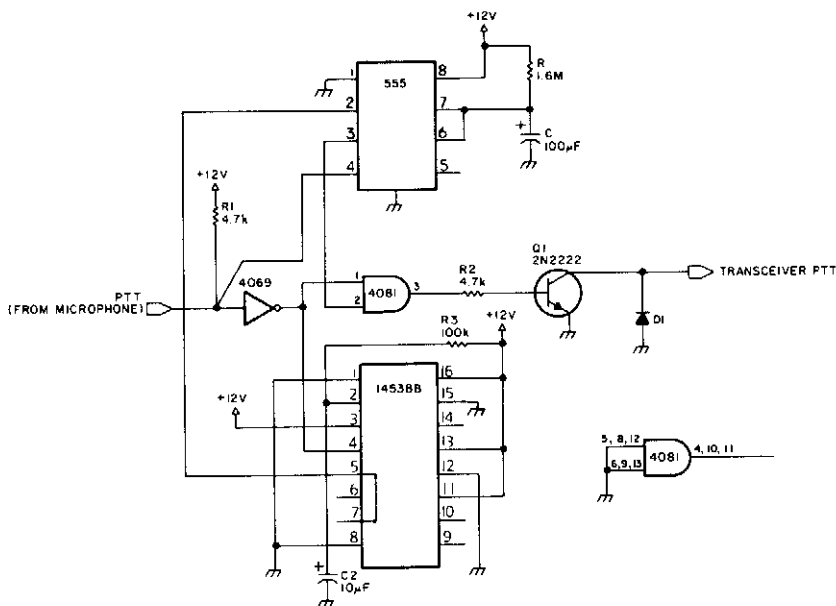 +12V
R
1.6M
555
1
2
3
4
8
7
6
5
+
C
100µF
+12V
R1
4.7k
PTT
(FROM MICROPHONE)
4069
1
2
4081
3
R2
4.7k
Q1
2N2222
TRANSCEIVER PTT
D1
R3
100k
+12V
+12V
14538B
1
2
3
4
5
6
7
8
16
15
14
13
12
11
10
9
+
C2
10µF
5, 8, 12
6, 9, 13
4081
4, 10, 11